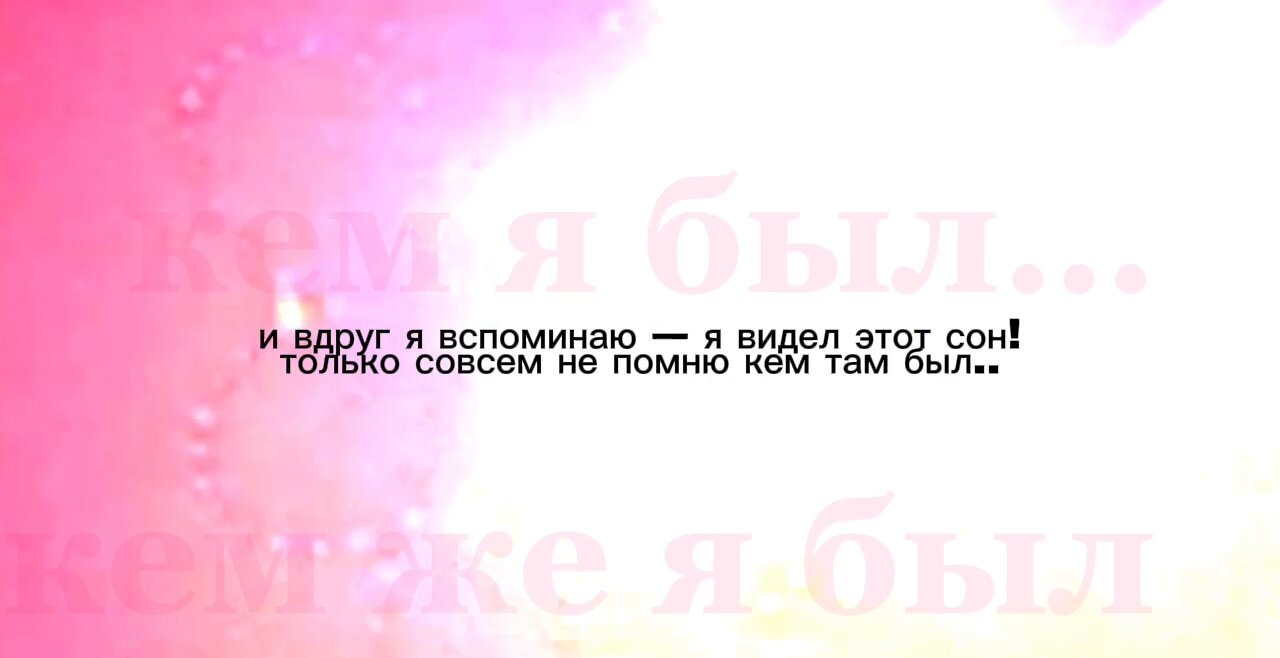 кем я был...
и вдруг я вспоминаю — я видел этот сон!
только совсем не помню кем там был..
кем же я был